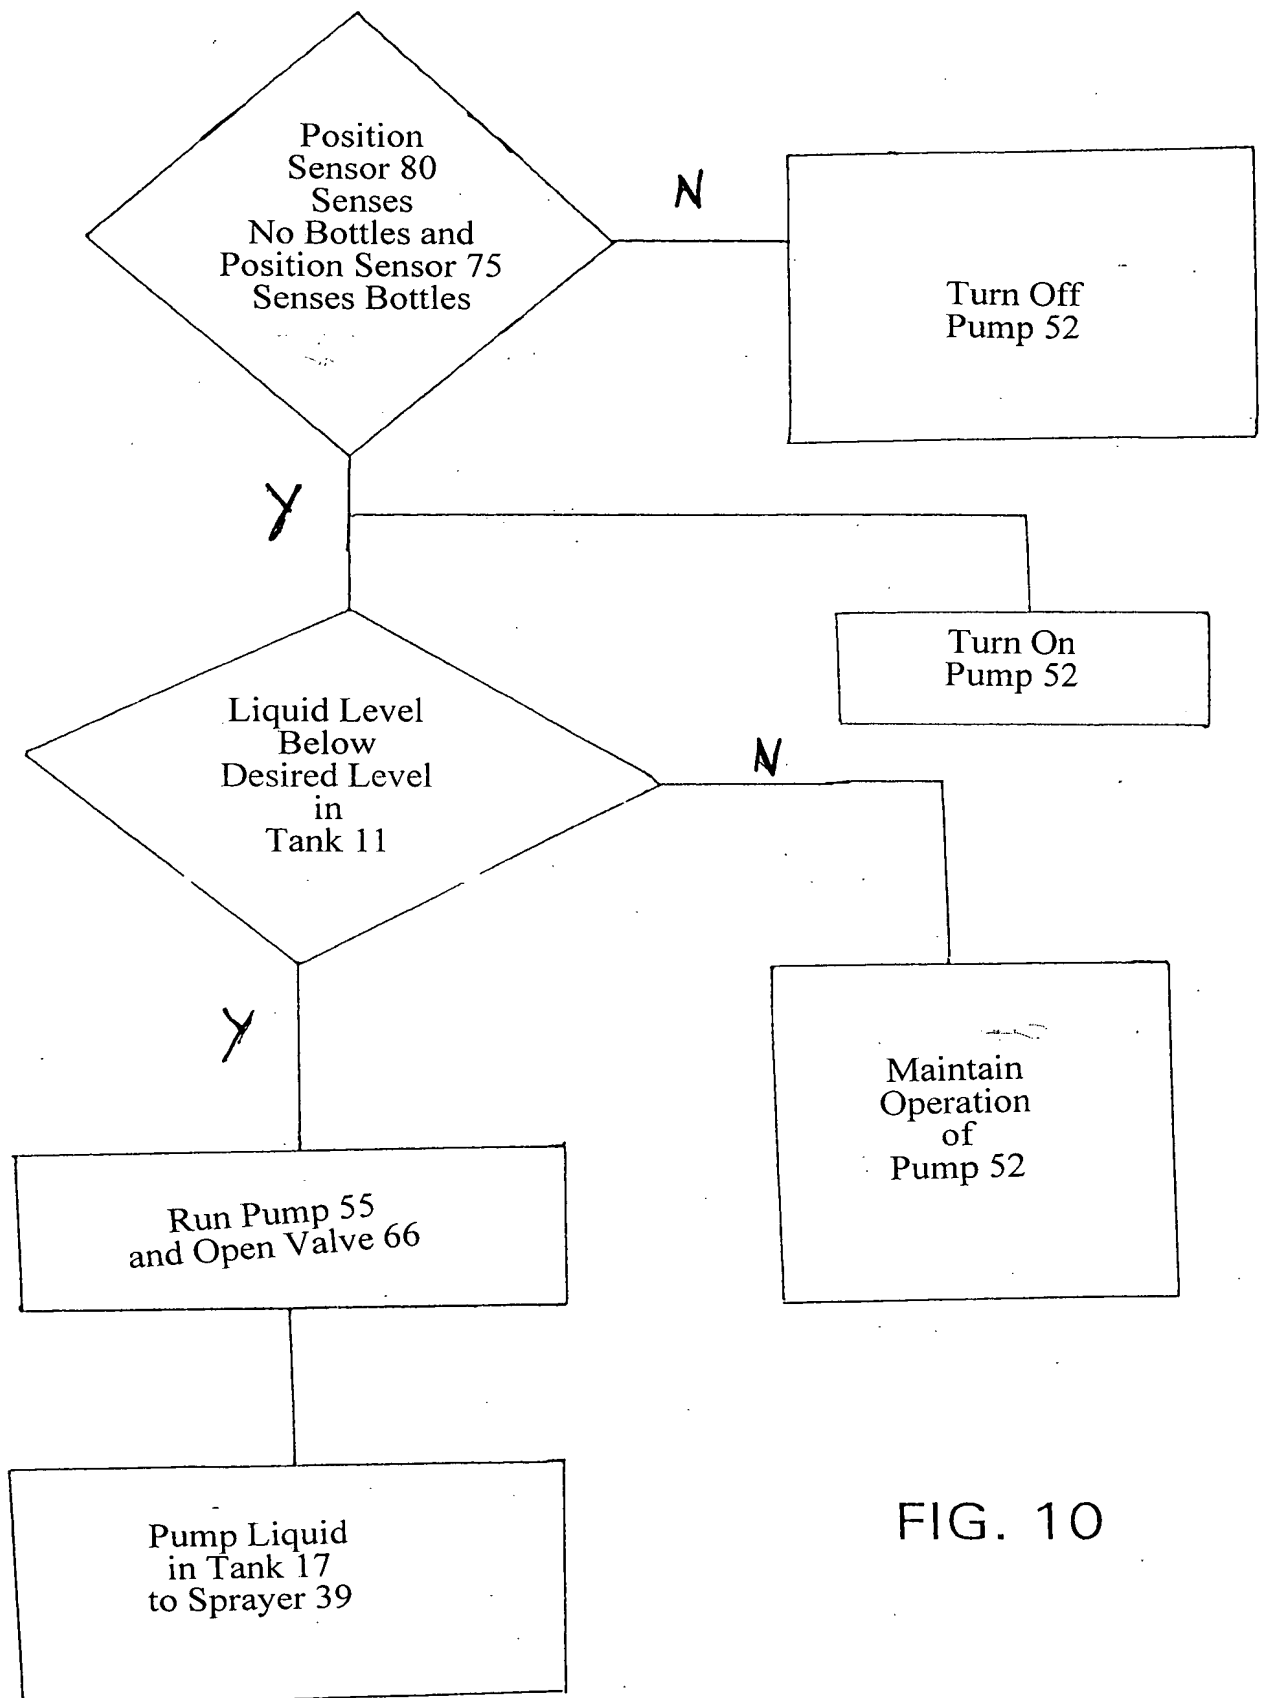 Position
Sensor 80
Senses
No Bottles and
Position Sensor 75
Senses Bottles
N
Turn Off
Pump 52
Y
Turn On
Pump 52
Liquid Level
Below
Desired Level
in
Tank 11
N
Y
Maintain
Operation
of
Pump 52
Run Pump 55
and Open Valve 66
Pump Liquid
in Tank 17
to Sprayer 39
FIG. 10